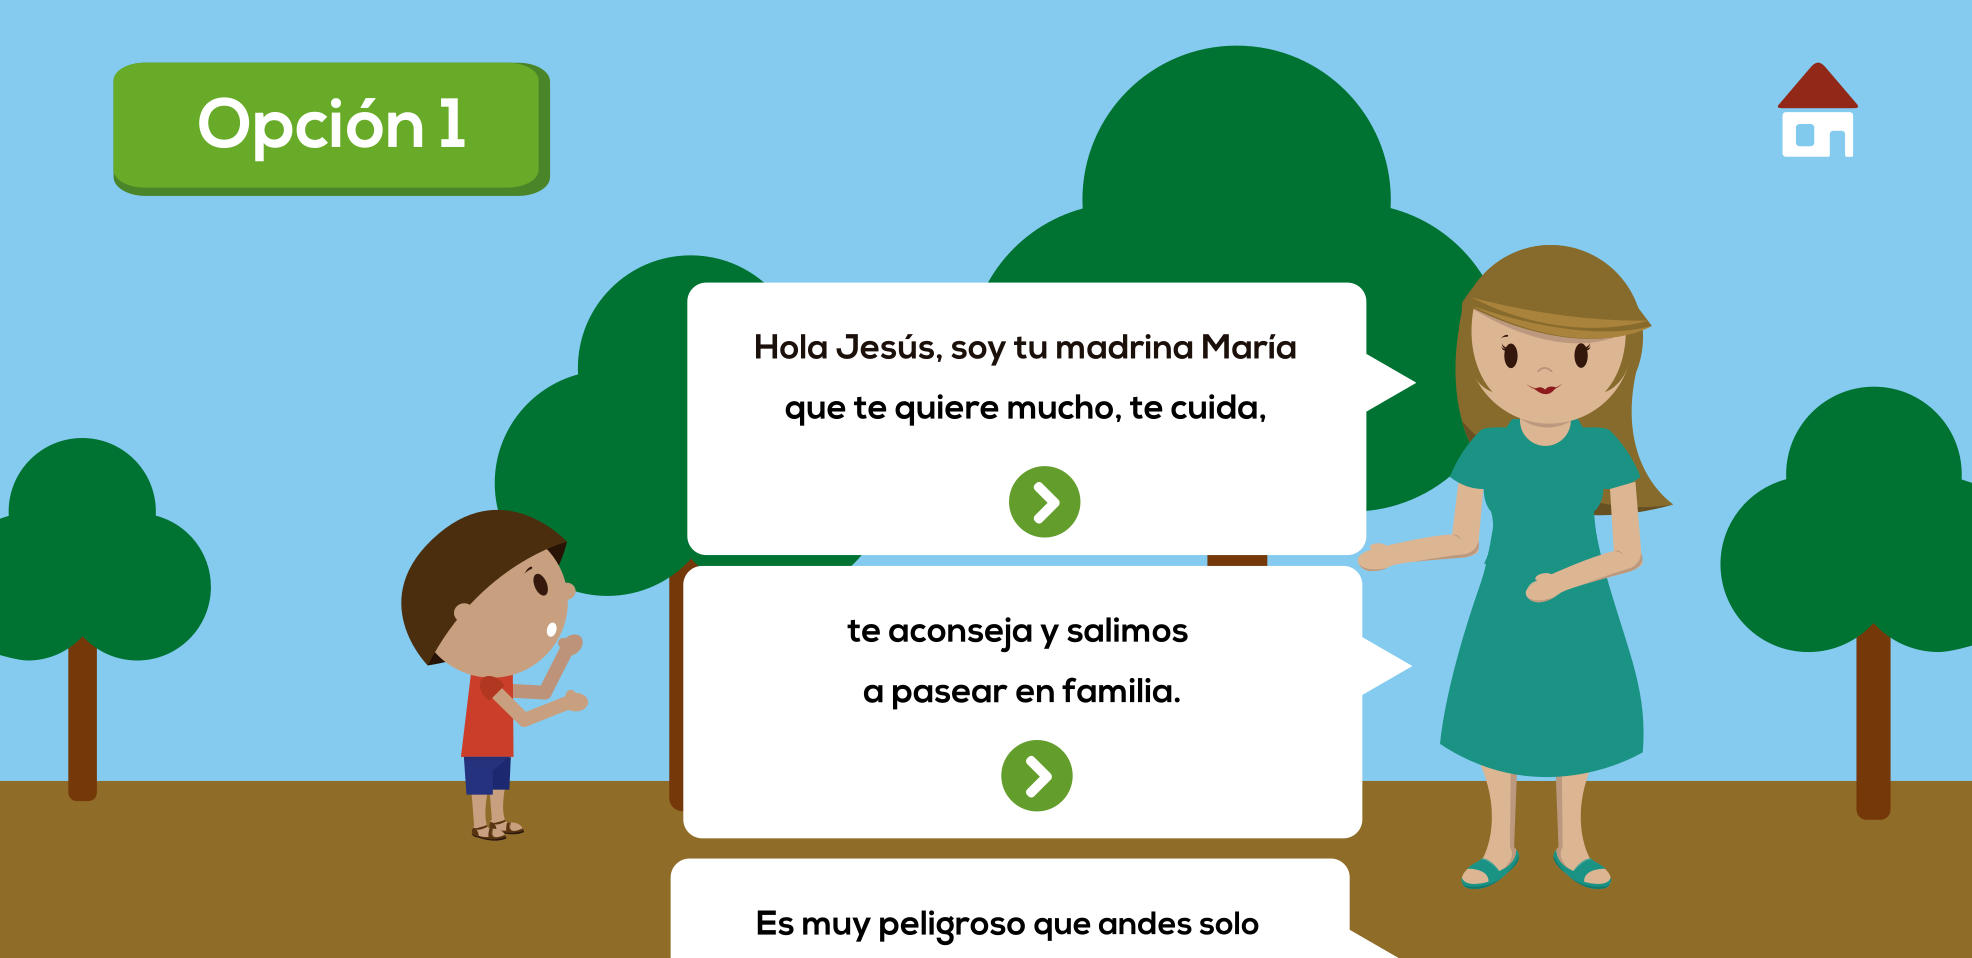 Opción 1
Hola Jesús, soy tu madrina María
que te quiere mucho, te cuida,
te aconseja y salimos
a pasear en familia.
Es muy peligroso que andes solo